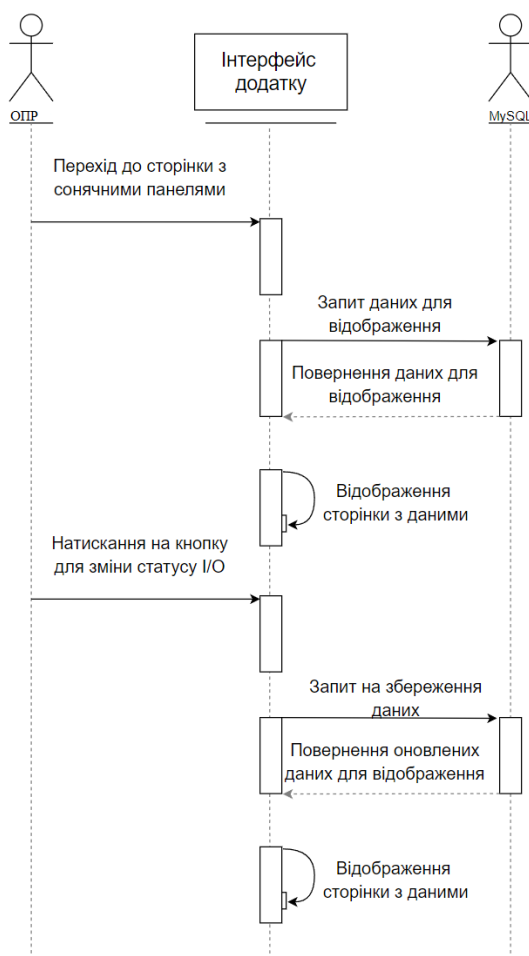 Інтерфейс
додатку
ОПР
MySQL
Перехід до сторінки з
сонячними панелями
Запит даних для
відображення
Повернення даних для
відображення
Відображення
сторінки з даними
Натискання на кнопку
для зміни статусу I/O
Запит на збереження
даних
Повернення оновлених
даних для відображення
Відображення
сторінки з даними